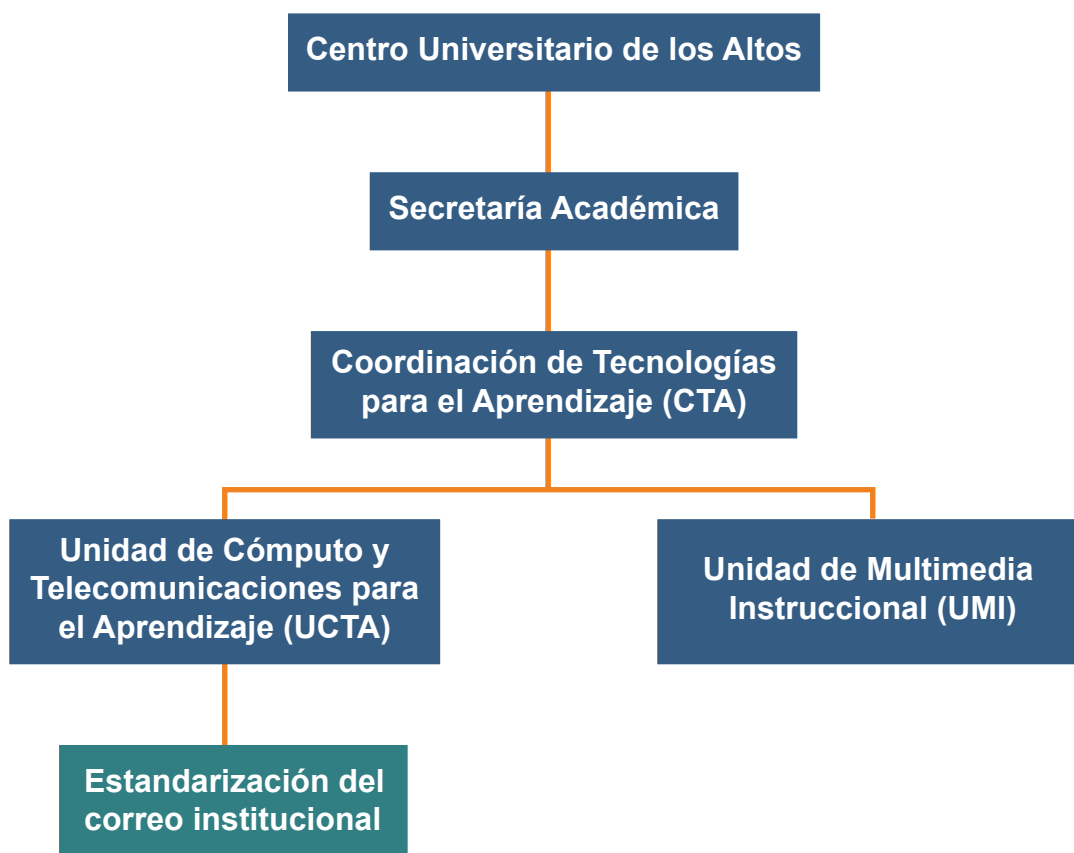 Centro Universitario de los Altos
Secretaría Académica
Coordinación de Tecnologías
para el Aprendizaje (CTA)
Unidad de Cómputo y
Telecomunicaciones para
el Aprendizaje (UCTA)
Unidad de Multimedia
Instruccional (UMI)
Estandarización del
correo institucional